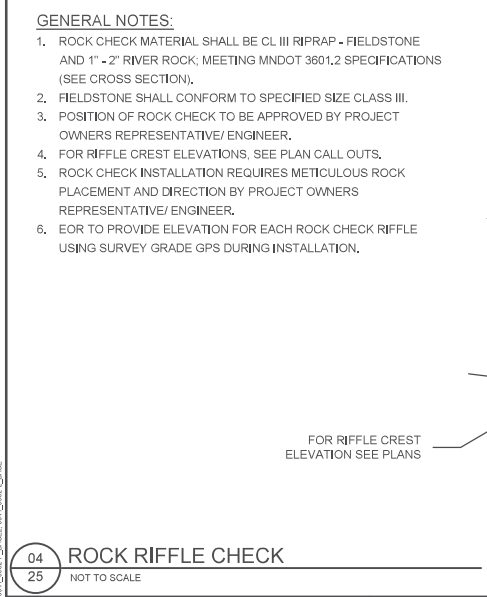 GENERAL NOTES:
1. ROCK CHECK MATERIAL SHALL BE CL III RIPRAP - FIELDSTONE
AND 1" - 2" RIVER ROCK; MEETING MNDOT 3601.2 SPECIFICATIONS
(SEE CROSS SECTION).
2. FIELDSTONE SHALL CONFORM TO SPECIFIED SIZE CLASS III.
3. POSITION OF ROCK CHECK TO BE APPROVED BY PROJECT
OWNERS REPRESENTATIVE/ ENGINEER.
4. FOR RIFFLE CREST ELEVATIONS, SEE PLAN CALL OUTS.
5. ROCK CHECK INSTALLATION REQUIRES METICULOUS ROCK
PLACEMENT AND DIRECTION BY PROJECT OWNERS
REPRESENTATIVE/ ENGINEER.
6. EOR TO PROVIDE ELEVATION FOR EACH ROCK CHECK RIFFLE
USING SURVEY GRADE GPS DURING INSTALLATION.
FOR RIFFLE CREST
ELEVATION SEE PLANS
04 ROCK RIFFLE CHECK
25 NOT TO SCALE